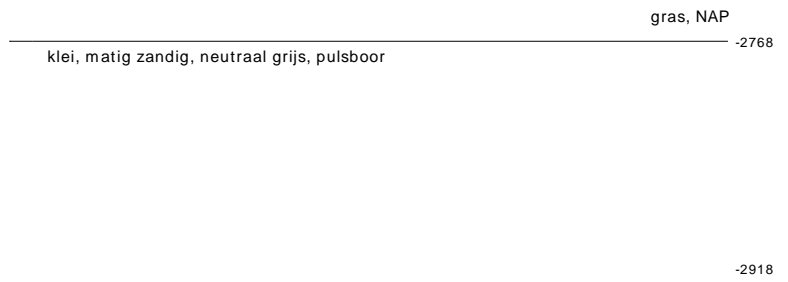 gras, NAP
-2768
klei, matig zandig, neutraal grijs, pulsboor
-2918